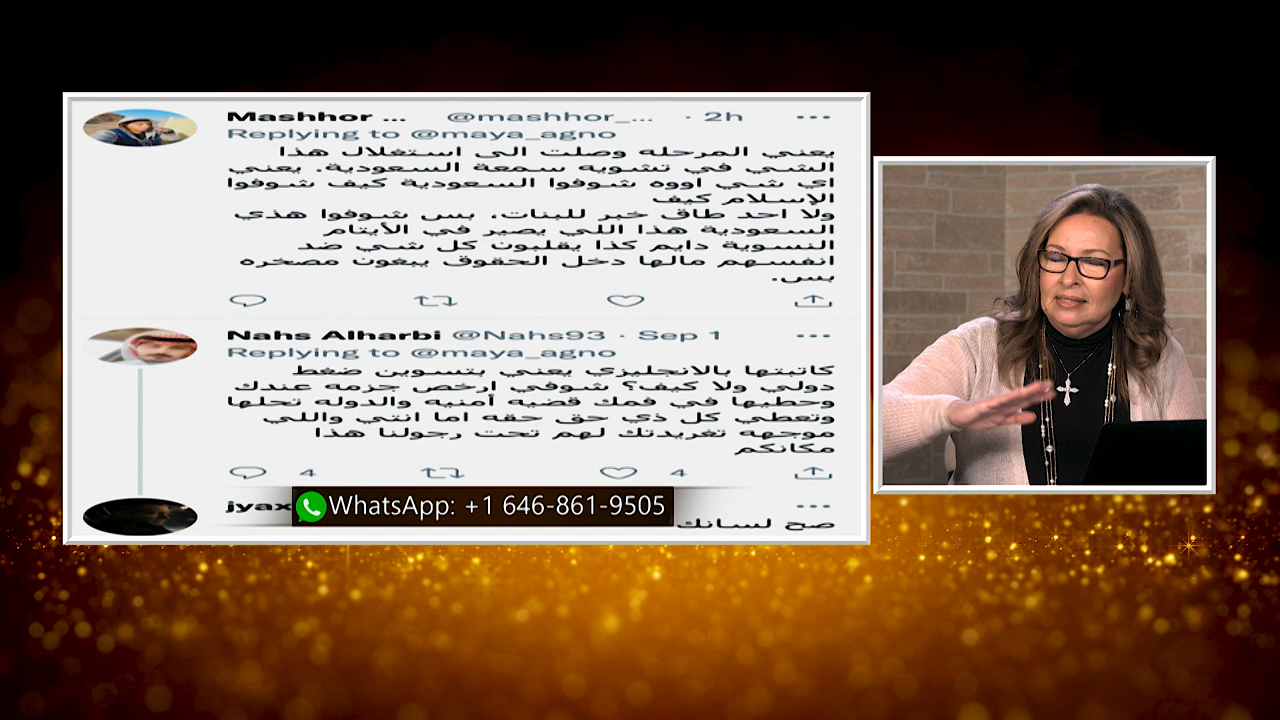 Mashhor ... @mashhor_... · 2h
Replying to @maya_agno
يعني المرحله وصلت الى استغلال هذا
الشي في تشويه سمعة السعودية. يعني
اي شي اووه شوفوا السعودية كيف شوفوا
الإسلام كيف
ولا احد طاق خبر للبنات، بس شوفوا هذي
السعودية هذا اللي يصير في الأيتام
النسوية دايم كذا يقلبون كل شي ضد
انفسهم مالها دخل الحقوق يبغون مصخره
بس.
Nahs Alharbi @Nahs93 · Sep 1
Replying to @maya_agno
كاتبتها بالانجليزي يعني بتسوين ضغط
دولي ولا كيف؟ شوفي ارخص جزمه عندك
وحطيها في فمك قضيه أمنيه والدوله تحلها
وتعطي كل ذي حق حقه اما انتي واللي
موجهة تغريدتك لهم تحت رجولنا هذا
مكانكم
4 4
jyax
WhatsApp: +1 646-861-9505
صح لسانك